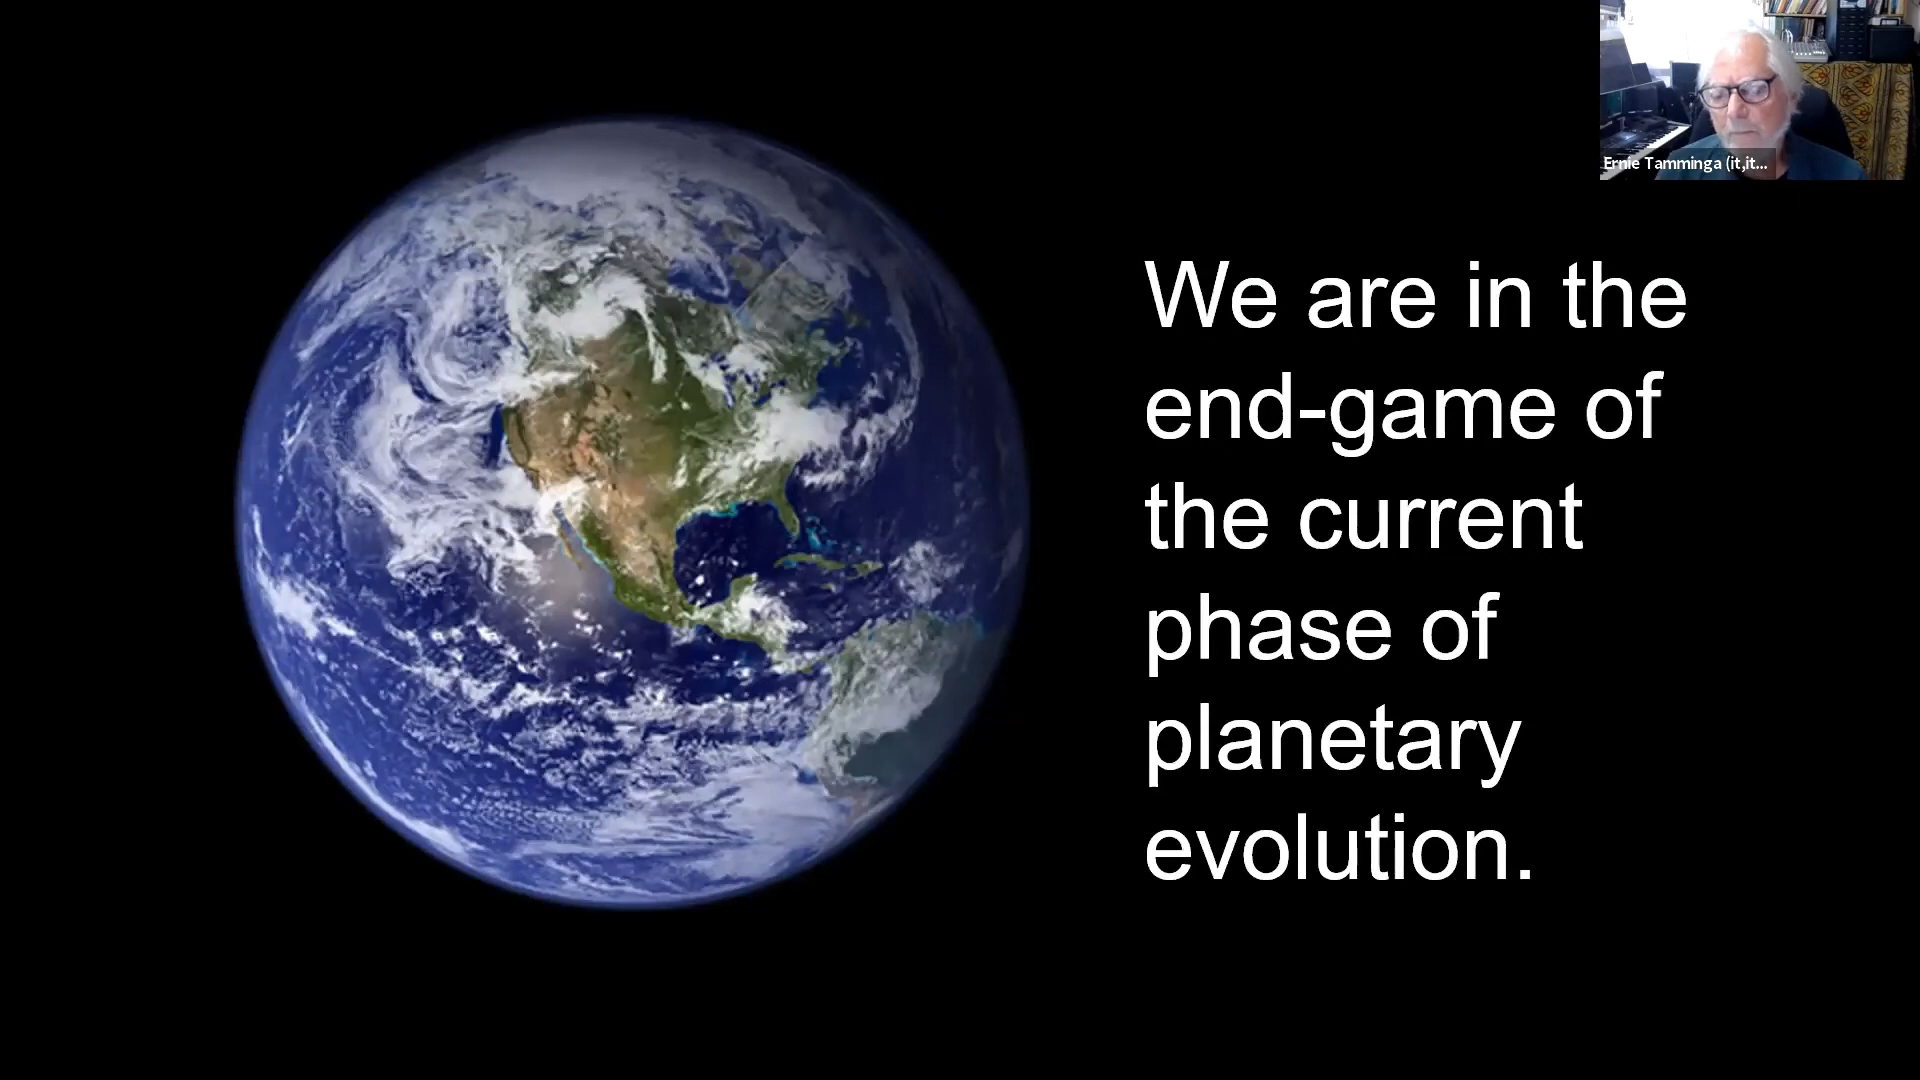 Ernie Tamminga (it,it...
We are in the
end-game of
the current
phase of
planetary
evolution.